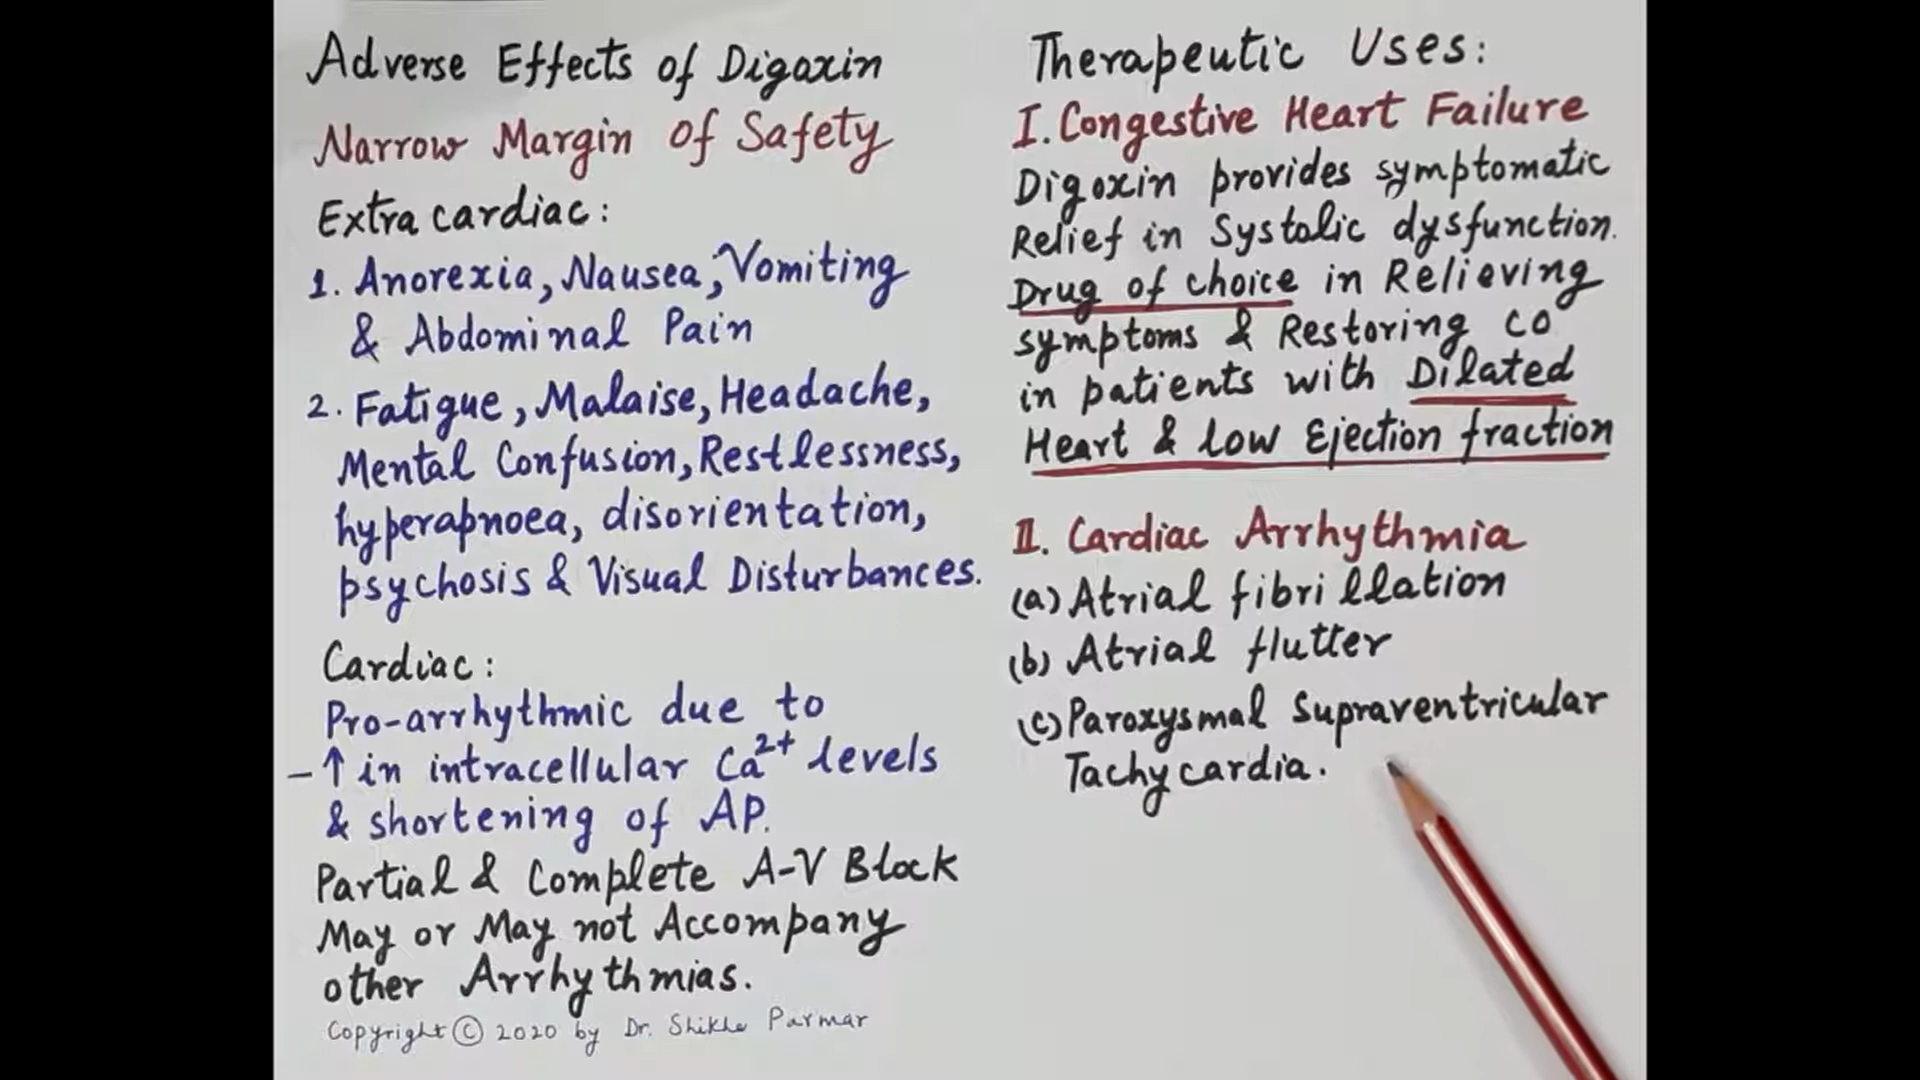 Adverse Effects of Digoxin
Narrow Margin of Safety
Extra cardiac:
1. Anorexia, Nausea, Vomiting
& Abdominal Pain
2. Fatigue, Malaise, Headache,
Mental Confusion, Restlessness,
hyperapnoea, disorientation,
psychosis & Visual Disturbances.
Cardiac:
Pro-arrhythmic due to
- ↑ in intracellular Ca²⁺ levels
& shortening of AP.
Partial & Complete A-V Block
May or May not Accompany
other Arrhythmias.
Copyright © 2020 by Dr. Shikha Parmar
Therapeutic Uses:
I. Congestive Heart Failure
Digoxin provides symptomatic
Relief in Systolic dysfunction.
Drug of choice in Relieving
symptoms & Restoring CO
in patients with Dilated
Heart & low Ejection fraction
II. Cardiac Arrhythmia
(a) Atrial fibrillation
(b) Atrial flutter
(c) Paroxysmal Supraventricular
Tachycardia.